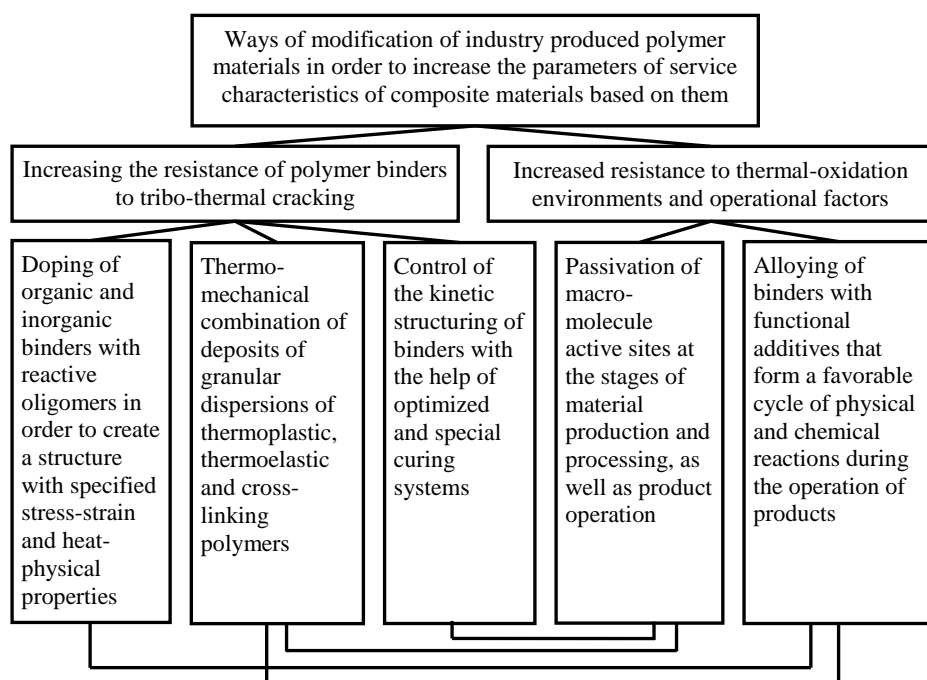 Ways of modification of industry produced polymer
materials in order to increase the parameters of service
characteristics of composite materials based on them
Increasing the resistance of polymer binders
to tribo-thermal cracking
Increased resistance to thermal-oxidation
environments and operational factors
Doping of
organic and
inorganic
binders with
reactive
oligomers in
order to create
a structure
with specified
stress-strain
and heat-
physical
properties
Thermo-
mechanical
combination of
deposits of
granular
dispersions of
thermoplastic,
thermoelastic
and cross-
linking
polymers
Control of
the kinetic
structuring of
binders with
the help of
optimized
and special
curing
systems
Passivation of
macro-
molecule
active sites at
the stages of
material
production and
processing, as
well as product
operation
Alloying of
binders with
functional
additives that
form a favorable
cycle of physical
and chemical
reactions during
the operation of
products